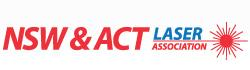 NSW & ACT LASER
ASSOCIATION